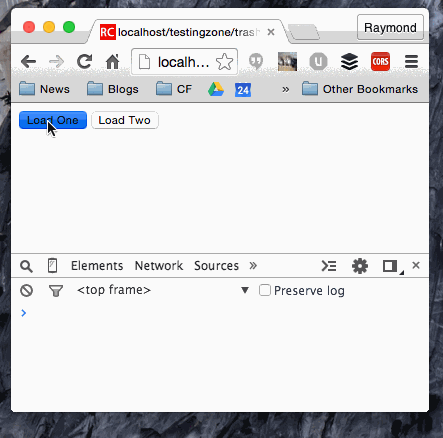 RC localhost/testingzone/trash
Raymond
localh... U CORS
News Blogs CF 24 » Other Bookmarks
Load One Load Two
Elements Network Sources »
<top frame> Preserve log